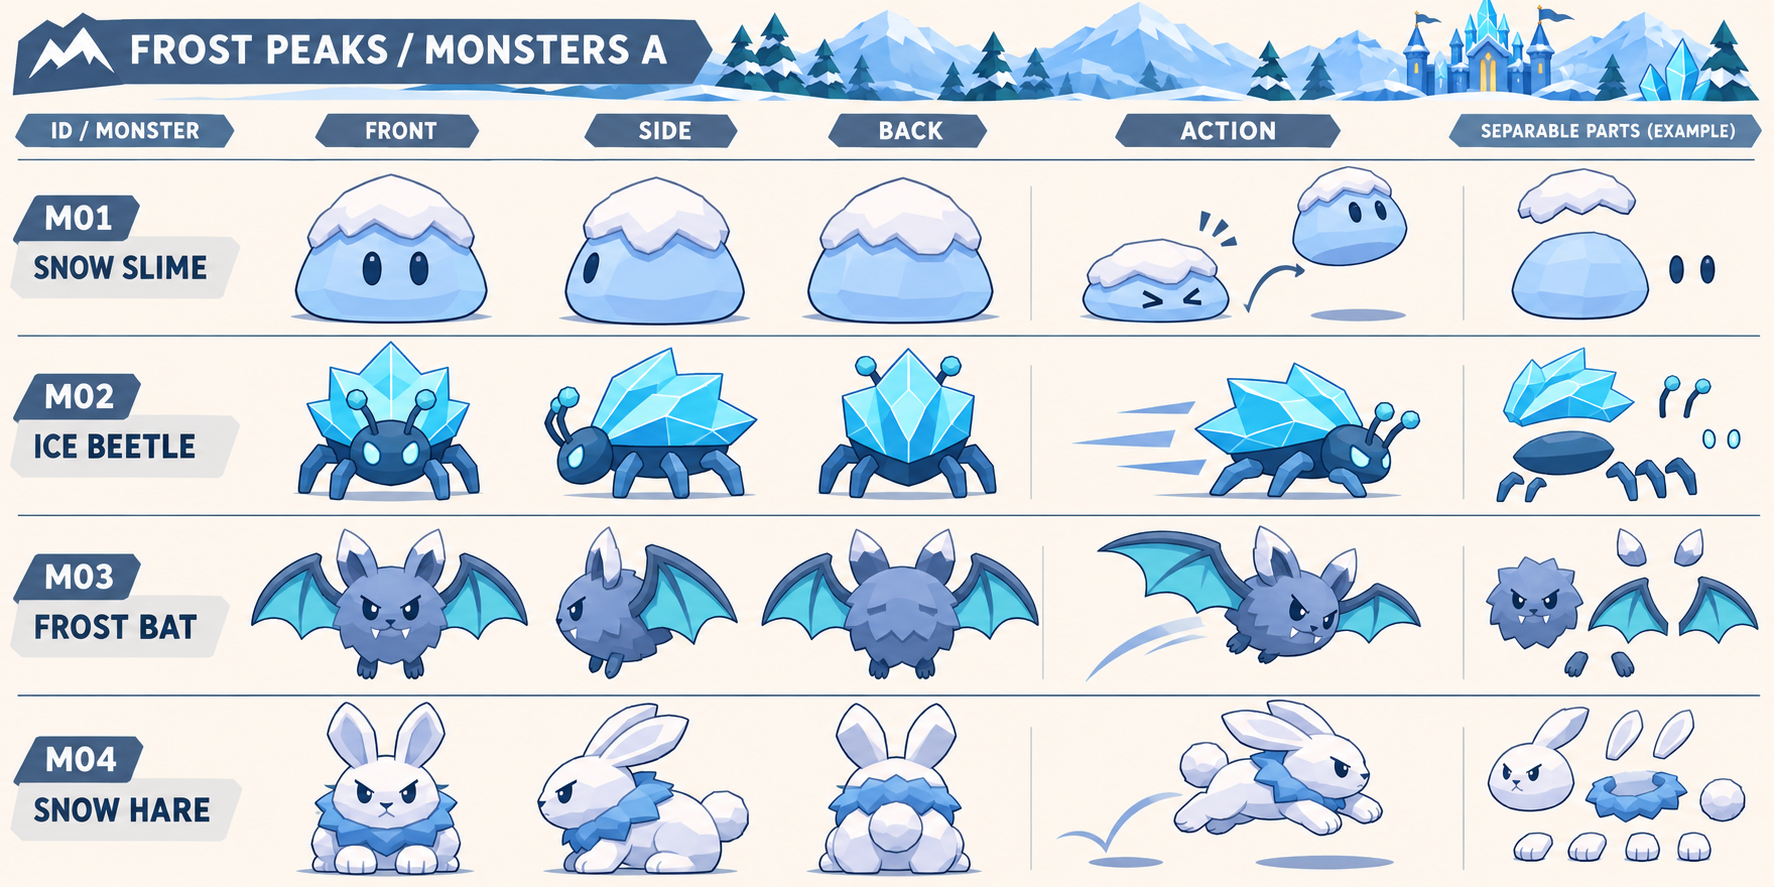 FROST PEAKS / MONSTERS A
ID / MONSTER
FRONT
SIDE
BACK
ACTION
SEPARABLE PARTS (EXAMPLE)
M01
SNOW SLIME
M02
ICE BEETLE
M03
FROST BAT
M04
SNOW HARE